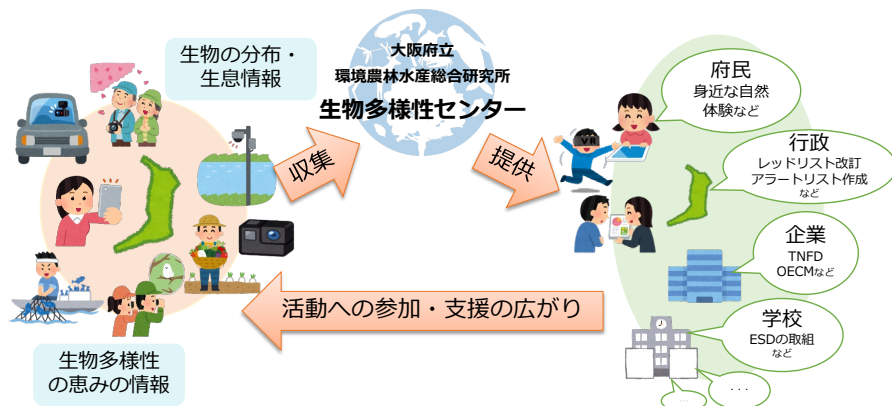 生物の分布・
生息情報
大阪府立
環境農林水産総合研究所
生物多様性センター
収集
提供
VR
府民
身近な自然
体験など
行政
レッドリスト改訂
アラートリスト作成
など
企業
TNFD
OECMなど
学校
ESDの取組
など
・・・
...
活動への参加・支援の広がり
生物多様性
の恵みの情報